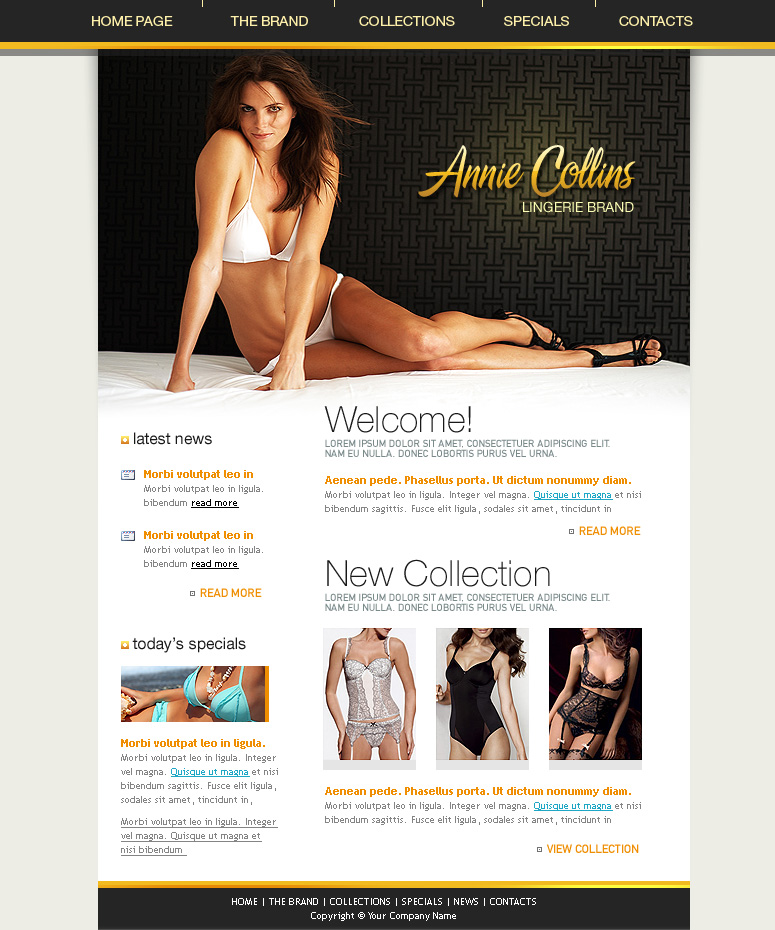 HOME PAGE THE BRAND COLLECTIONS SPECIALS CONTACTS
Annie Collins
LINGERIE BRAND
latest news
Morbi volutpat leo in
Morbi volutpat leo in ligula.
bibendum read more
Morbi volutpat leo in
Morbi volutpat leo in ligula.
bibendum read more
READ MORE
today's specials
Morbi volutpat leo in ligula.
Morbi volutpat leo in ligula. Integer
vel magna. Quisque ut magna et nisi
bibendum sagittis. Fusce elit ligula,
sodales sit amet, tincidunt in,
Morbi volutpat leo in ligula. Integer
vel magna. Quisque ut magna et
nisi bibendum
Welcome!
LOREM IPSUM DOLOR SIT AMET, CONSECTETUER ADIPISCING ELIT.
NAM EU NULLA. DONEC LOBORTIS PURUS VEL URNA.
Aenean pede. Phasellus porta. Ut dictum nonummy diam.
Morbi volutpat leo in ligula. Integer vel magna. Quisque ut magna et nisi
bibendum sagittis. Fusce elit ligula, sodales sit amet, tincidunt in
READ MORE
New Collection
LOREM IPSUM DOLOR SIT AMET, CONSECTETUER ADIPISCING ELIT.
NAM EU NULLA. DONEC LOBORTIS PURUS VEL URNA.
Aenean pede. Phasellus porta. Ut dictum nonummy diam.
Morbi volutpat leo in ligula. Integer vel magna. Quisque ut magna et nisi
bibendum sagittis. Fusce elit ligula, sodales sit amet, tincidunt in
VIEW COLLECTION
HOME | THE BRAND | COLLECTIONS | SPECIALS | NEWS | CONTACTS
Copyright © Your Company Name